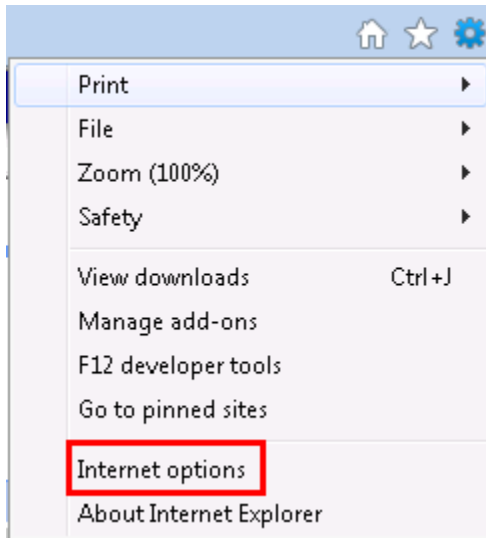 Print
File
Zoom (100%)
Safety
View downloads Ctrl+J
Manage add-ons
F12 developer tools
Go to pinned sites
Internet options
About Internet Explorer